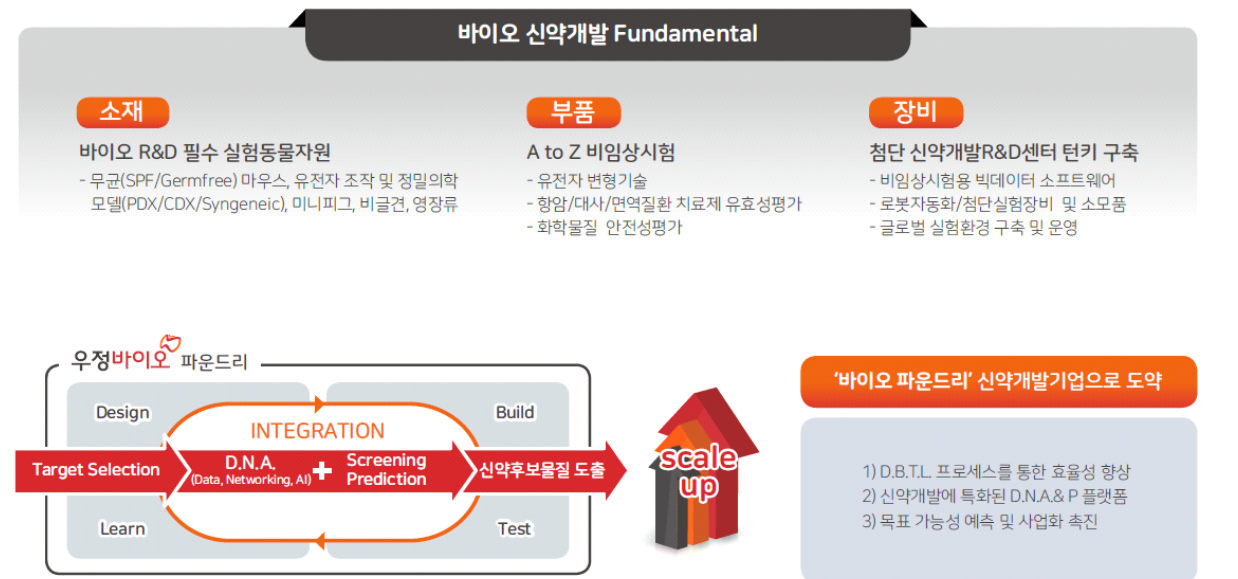 바이오 신약개발 Fundamental
소재
바이오 R&D 필수 실험동물자원
- 무균(SPF/Germfree) 마우스, 유전자 조작 및 정밀의학
모델(PDX/CDX/Syngeneic), 미니피그, 비글견, 영장류
부품
A to Z 비임상시험
- 유전자 변형기술
- 항암/대사/면역질환 치료제 유효성평가
- 화학물질 안전성평가
장비
첨단 신약개발R&D센터 턴키 구축
- 비임상시험용 빅데이터 소프트웨어
- 로봇자동화/첨단실험장비 및 소모품
- 글로벌 실험환경 구축 및 운영
우정바이오 파운드리
Design
Build
INTEGRATION
Target Selection
D.N.A.
(Data, Networking, AI)
+
Screening
Prediction
신약후보물질 도출
Learn
Test
scale
up
‘바이오 파운드리’ 신약개발기업으로 도약
1) D.B.T.L. 프로세스를 통한 효율성 향상
2) 신약개발에 특화된 D.N.A.& P 플랫폼
3) 목표 가능성 예측 및 사업화 촉진